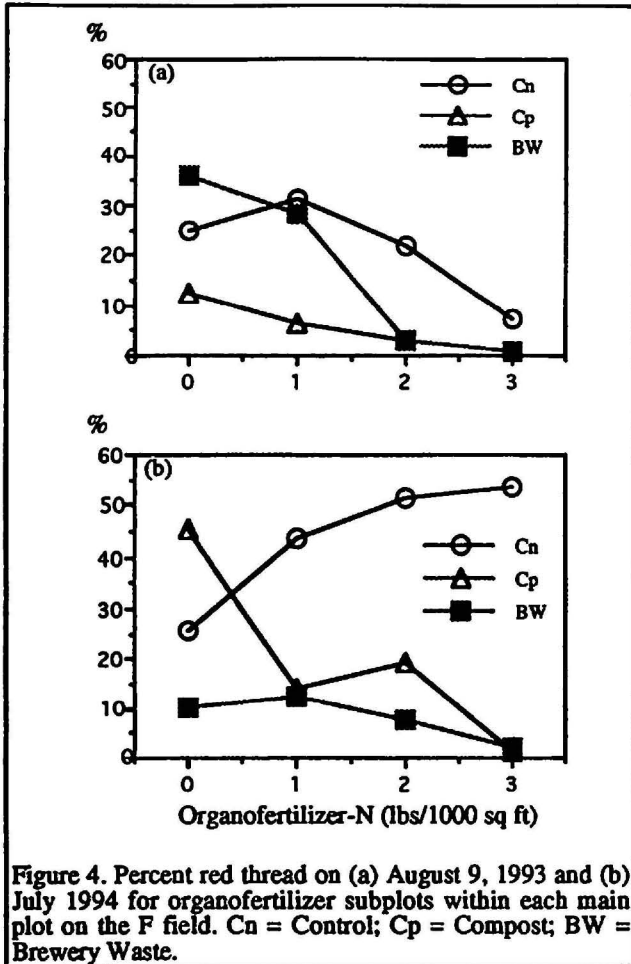 %
60
(a)
Cn
50
Cp
40
BW
30
20
10
0
0 1 2 3
%
60
(b)
50
Cn
40
Cp
30
BW
20
10
0
0 1 2 3
Organofertilizer-N (lbs/1000 sq ft)
Figure 4. Percent red thread on (a) August 9, 1993 and (b)
July 1994 for organofertilizer subplots within each main
plot on the F field. Cn = Control; Cp = Compost; BW =
Brewery Waste.